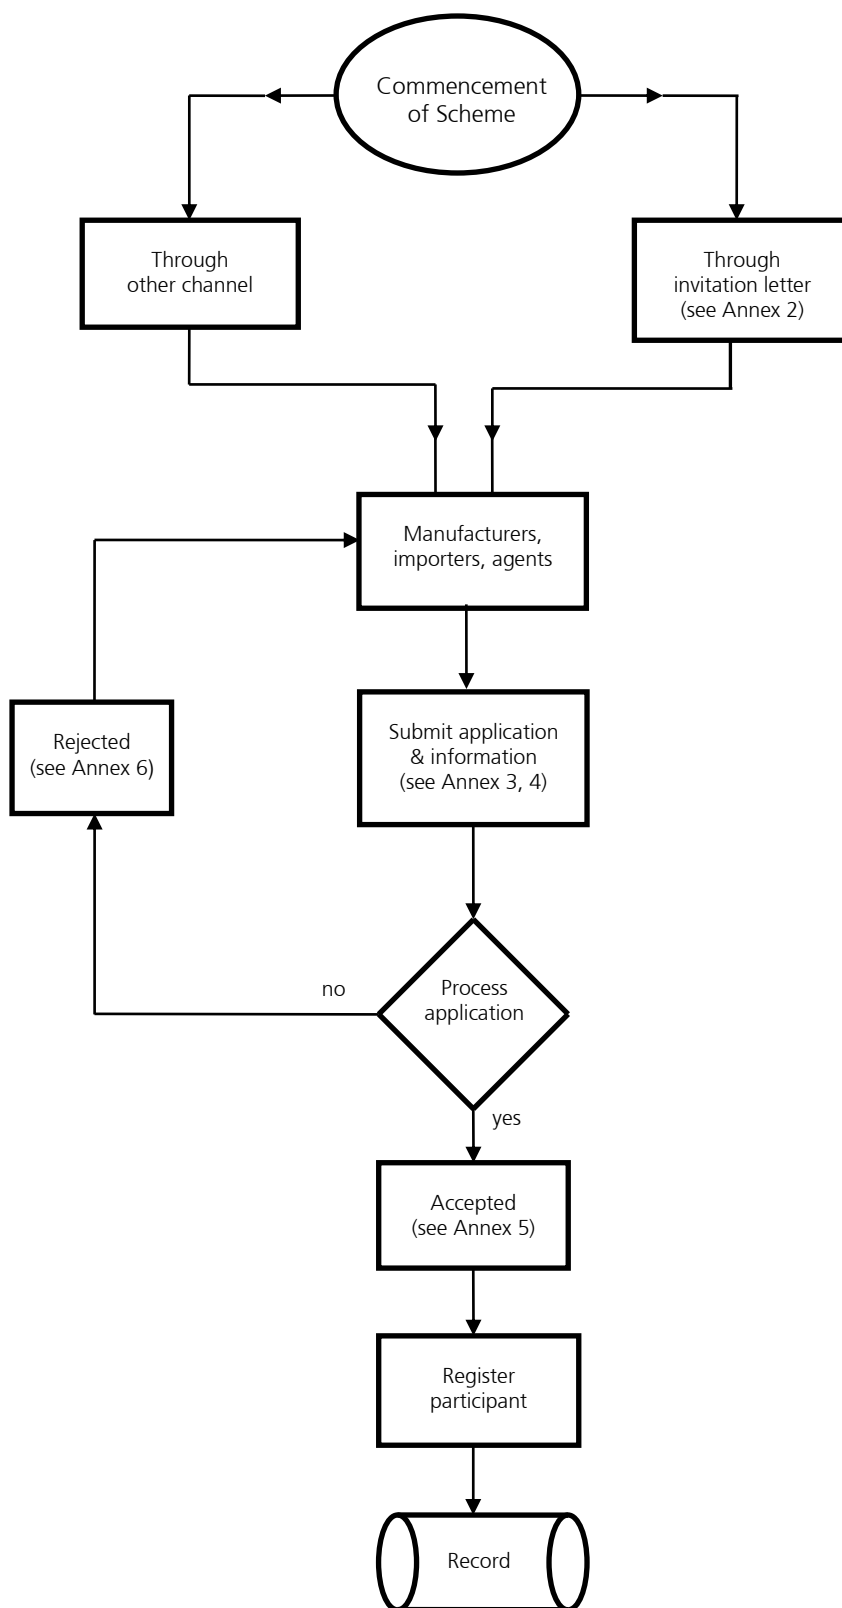 Commencement
of Scheme
Through
other channel
Through
invitation letter
(see Annex 2)
Manufacturers,
importers, agents
Rejected
(see Annex 6)
Submit application
& information
(see Annex 3, 4)
no
Process
application
yes
Accepted
(see Annex 5)
Register
participant
Record